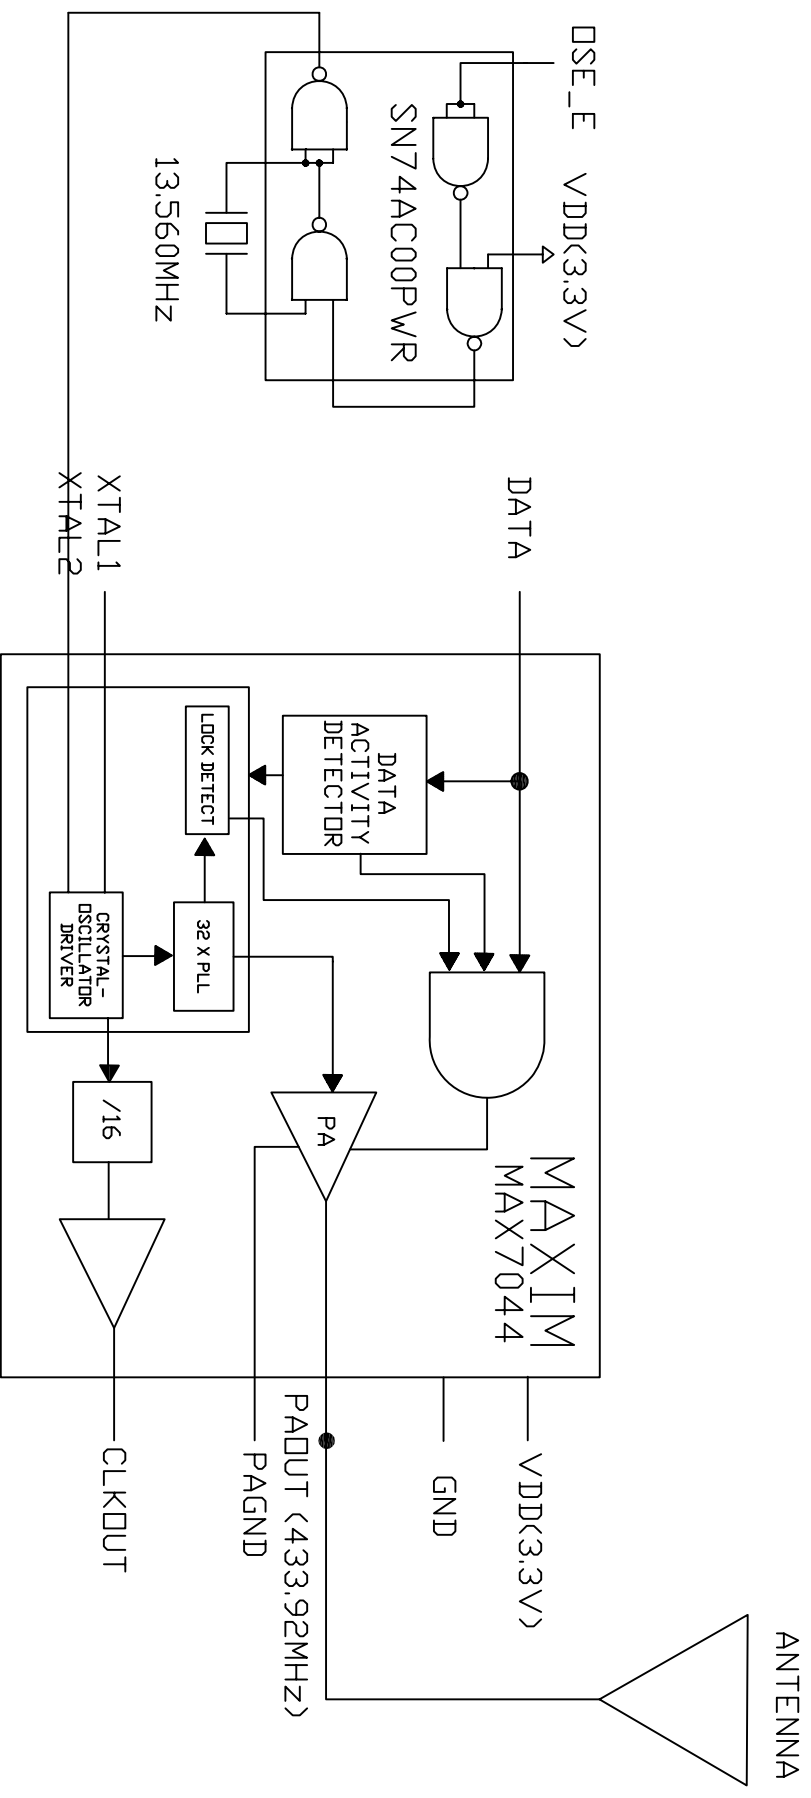 ANTENNA
OSE_E
VDD(3.3V)
SN74AC00PWR
13.560MHz
DATA
XTAL1
XTAL2
MAXIM
MAX7044
DATA
ACTIVITY
DETECTOR
LOCK DETECT
32 X PLL
CRYSTAL-
OSCILLATOR
DRIVER
PA
/16
VDD(3.3V)
GND
PAOUT (433.92MHz)
PAGND
CLKOUT